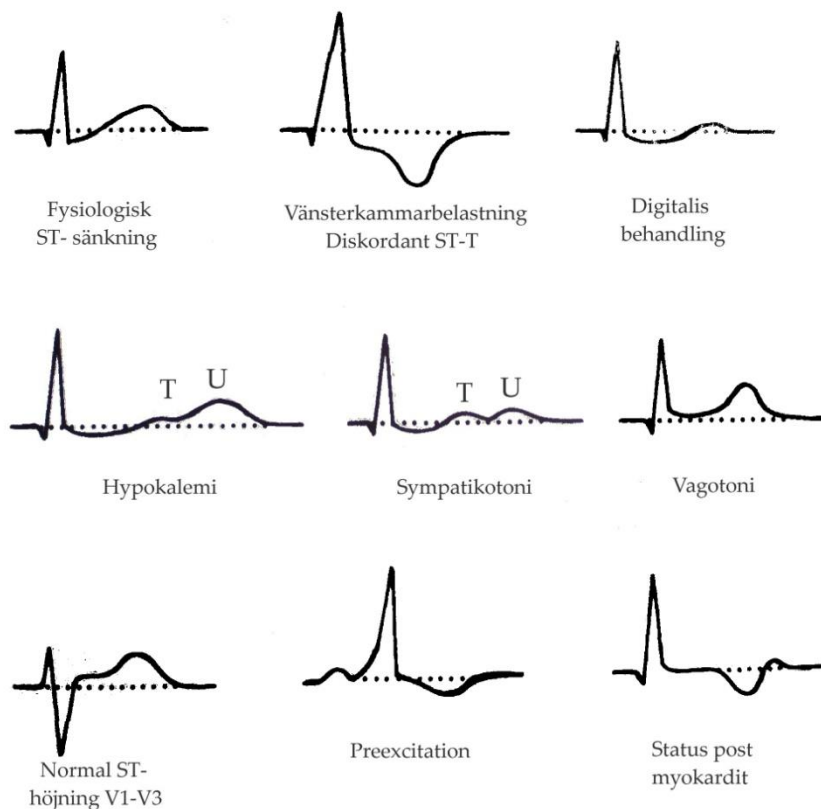 Fysiologisk
ST- sänkning
Vänsterkammarbelastning
Diskordant ST-T
Digitalis
behandling
T U
Hypokalemi
T U
Sympatikotoni
Vagotoni
Normal ST-
höjning V1-V3
Preexcitation
Status post
myokardit